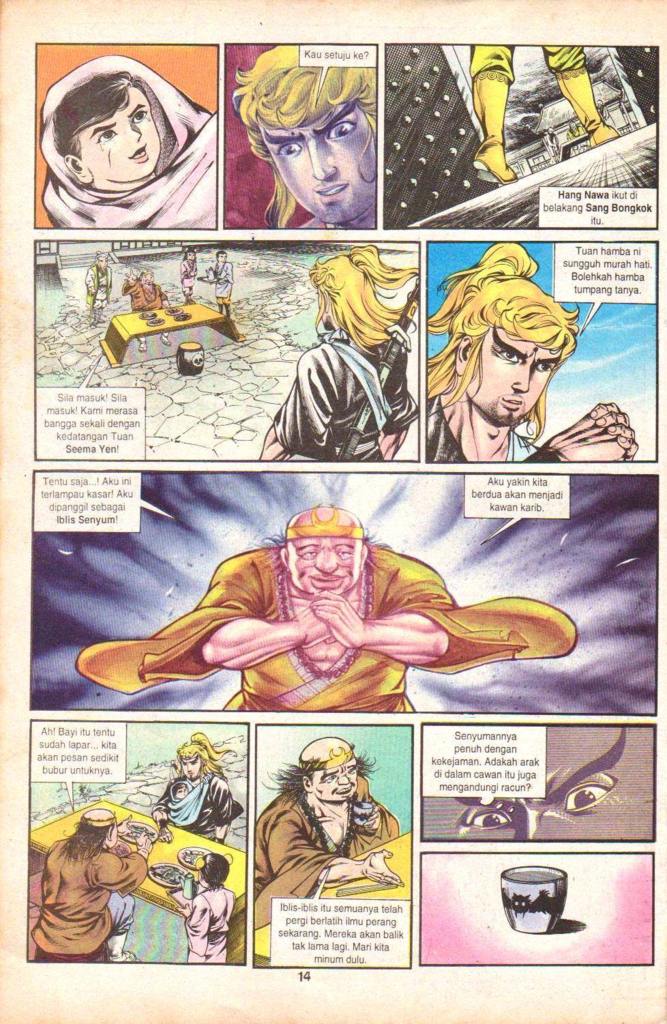 Kau setuju ke?
Hang Nawa ikut di
belakang Sang Bongkok
itu.
Sila masuk! Sila
masuk! Kami merasa
bangga sekali dengan
kedatangan Tuan
Seema Yen!
Tuan hamba ni
sungguh murah hati.
Bolehkah hamba
tumpang tanya.
Tentu saja...! Aku ini
terlampau kasar! Aku
dipanggil sebagai
Iblis Senyum!
Aku yakin kita
berdua akan menjadi
kawan karib.
Ah! Bayi itu tentu
sudah lapar... kita
akan pesan sedikit
bubur untuknya.
Iblis-iblis itu semuanya telah
pergi berlatih ilmu perang
sekarang. Mereka akan balik
tak lama lagi. Mari kita
minum dulu.
Senyumannya
penuh dengan
kekejaman. Adakah arak
di dalam cawan itu juga
mengandungi racun?
14